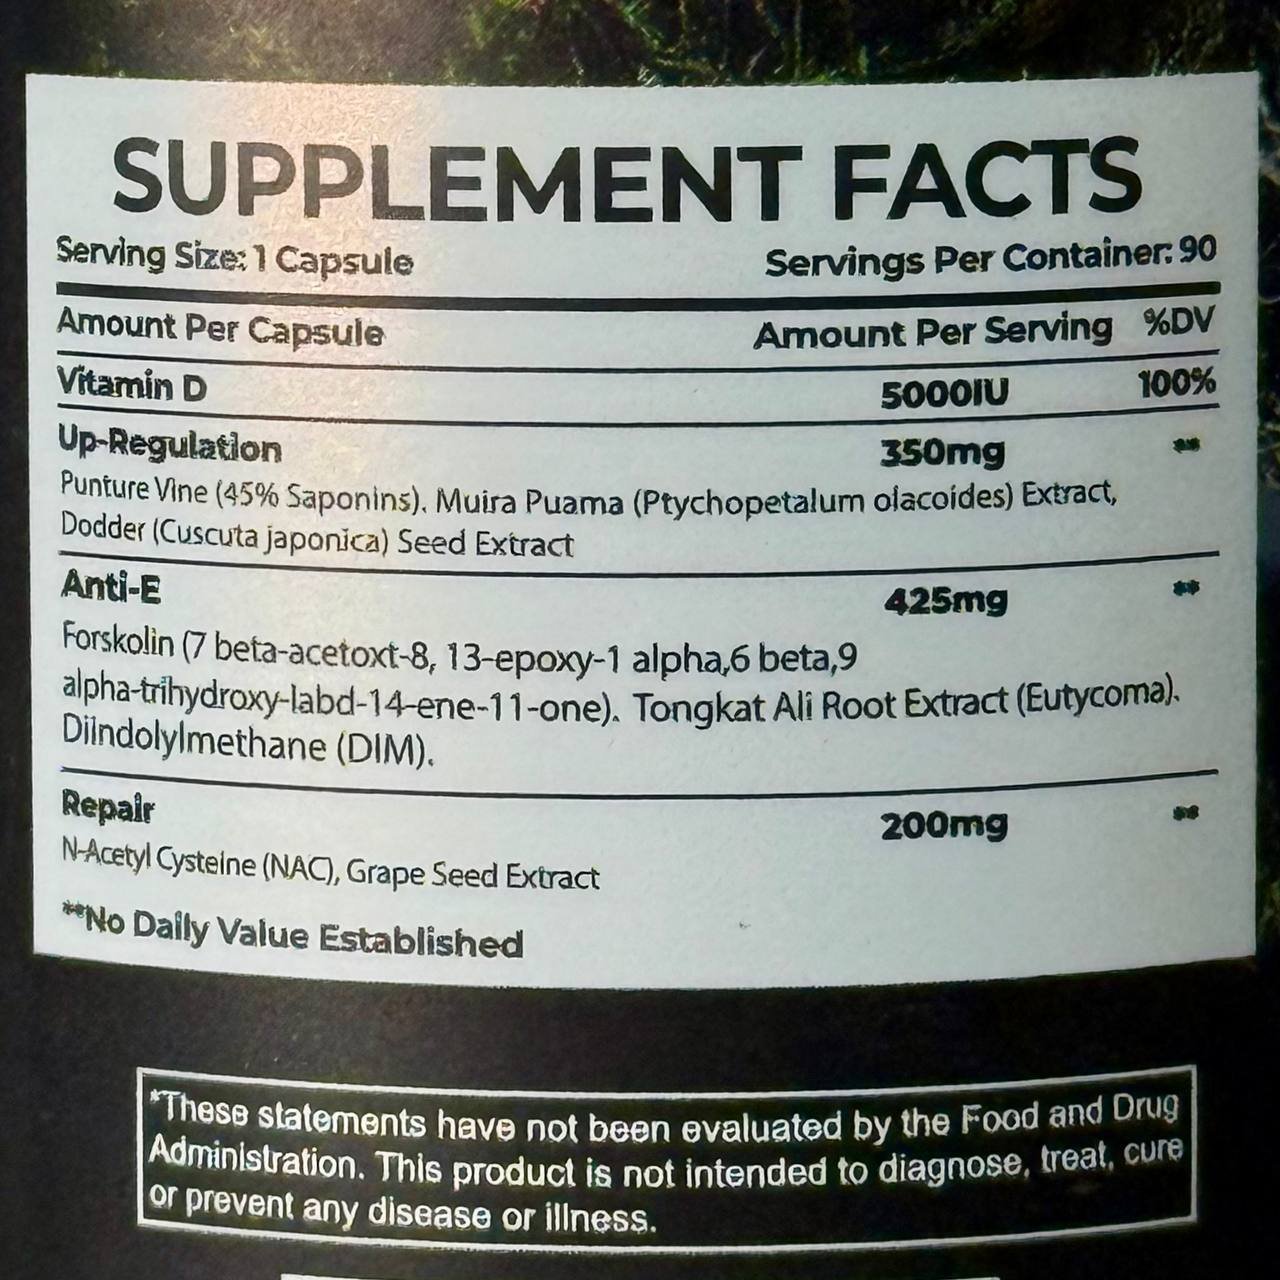 SUPPLEMENT FACTS
Serving Size: 1 Capsule Servings Per Container: 90
Amount Per Capsule Amount Per Serving %DV
Vitamin D 5000IU 100%
Up-Regulation 350mg **
Punture Vine (45% Saponins). Muira Puama (Ptychopetalum olacoides) Extract,
Dodder (Cuscuta japonica) Seed Extract
Anti-E 425mg **
Forskolin (7 beta-acetoxt-8, 13-epoxy-1 alpha,6 beta,9
alpha-trihydroxy-labd-14-ene-11-one). Tongkat Ali Root Extract (Eutycoma).
Diindolylmethane (DIM).
Repair 200mg **
N-Acetyl Cysteine (NAC), Grape Seed Extract
**No Daily Value Established
*These statements have not been evaluated by the Food and Drug
Administration. This product is not intended to diagnose, treat, cure
or prevent any disease or illness.